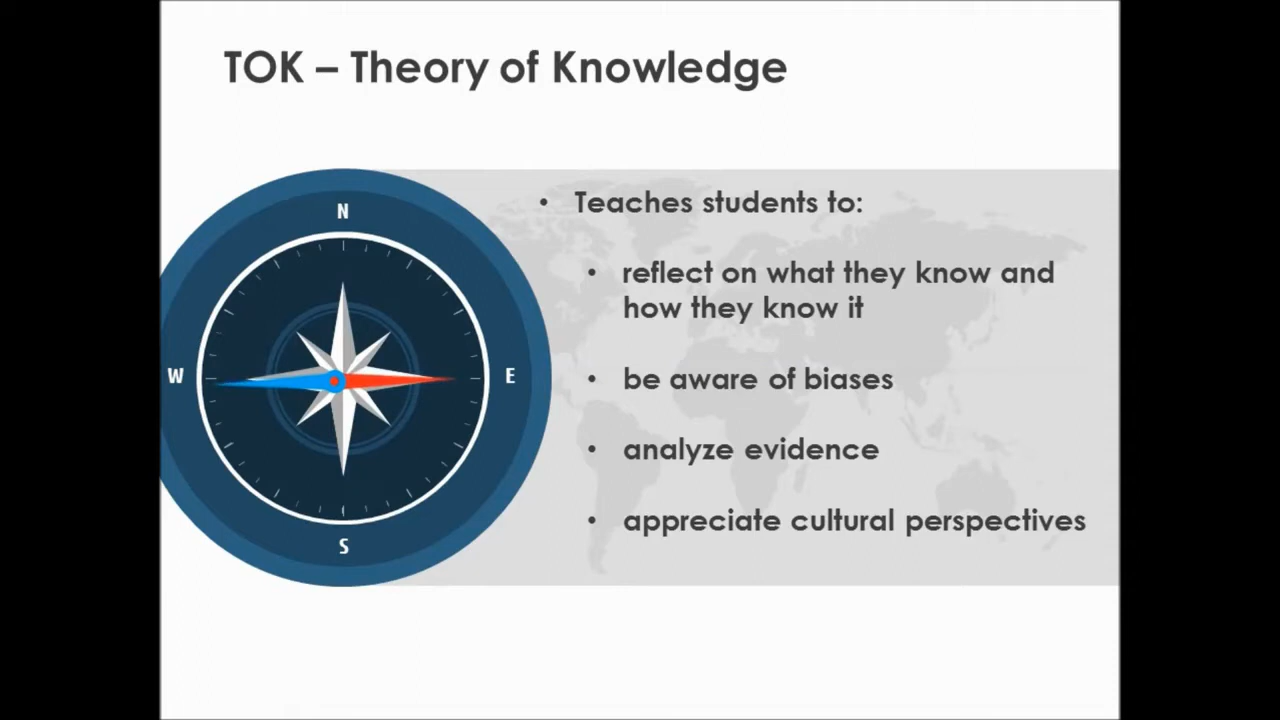 TOK – Theory of Knowledge
N
W
E
S
• Teaches students to:
• reflect on what they know and
how they know it
• be aware of biases
• analyze evidence
• appreciate cultural perspectives